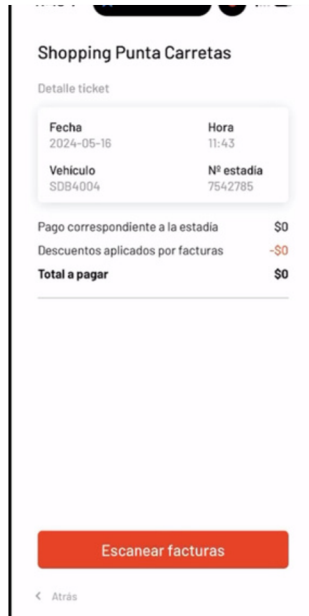 Shopping Punta Carretas
Detalle ticket
Fecha Hora
2024-05-16 11:43
Vehículo Nº estadía
SDB4004 7542785
Pago correspondiente a la estadía $0
Descuentos aplicados por facturas -$0
Total a pagar $0
Escanear facturas
< Atrás